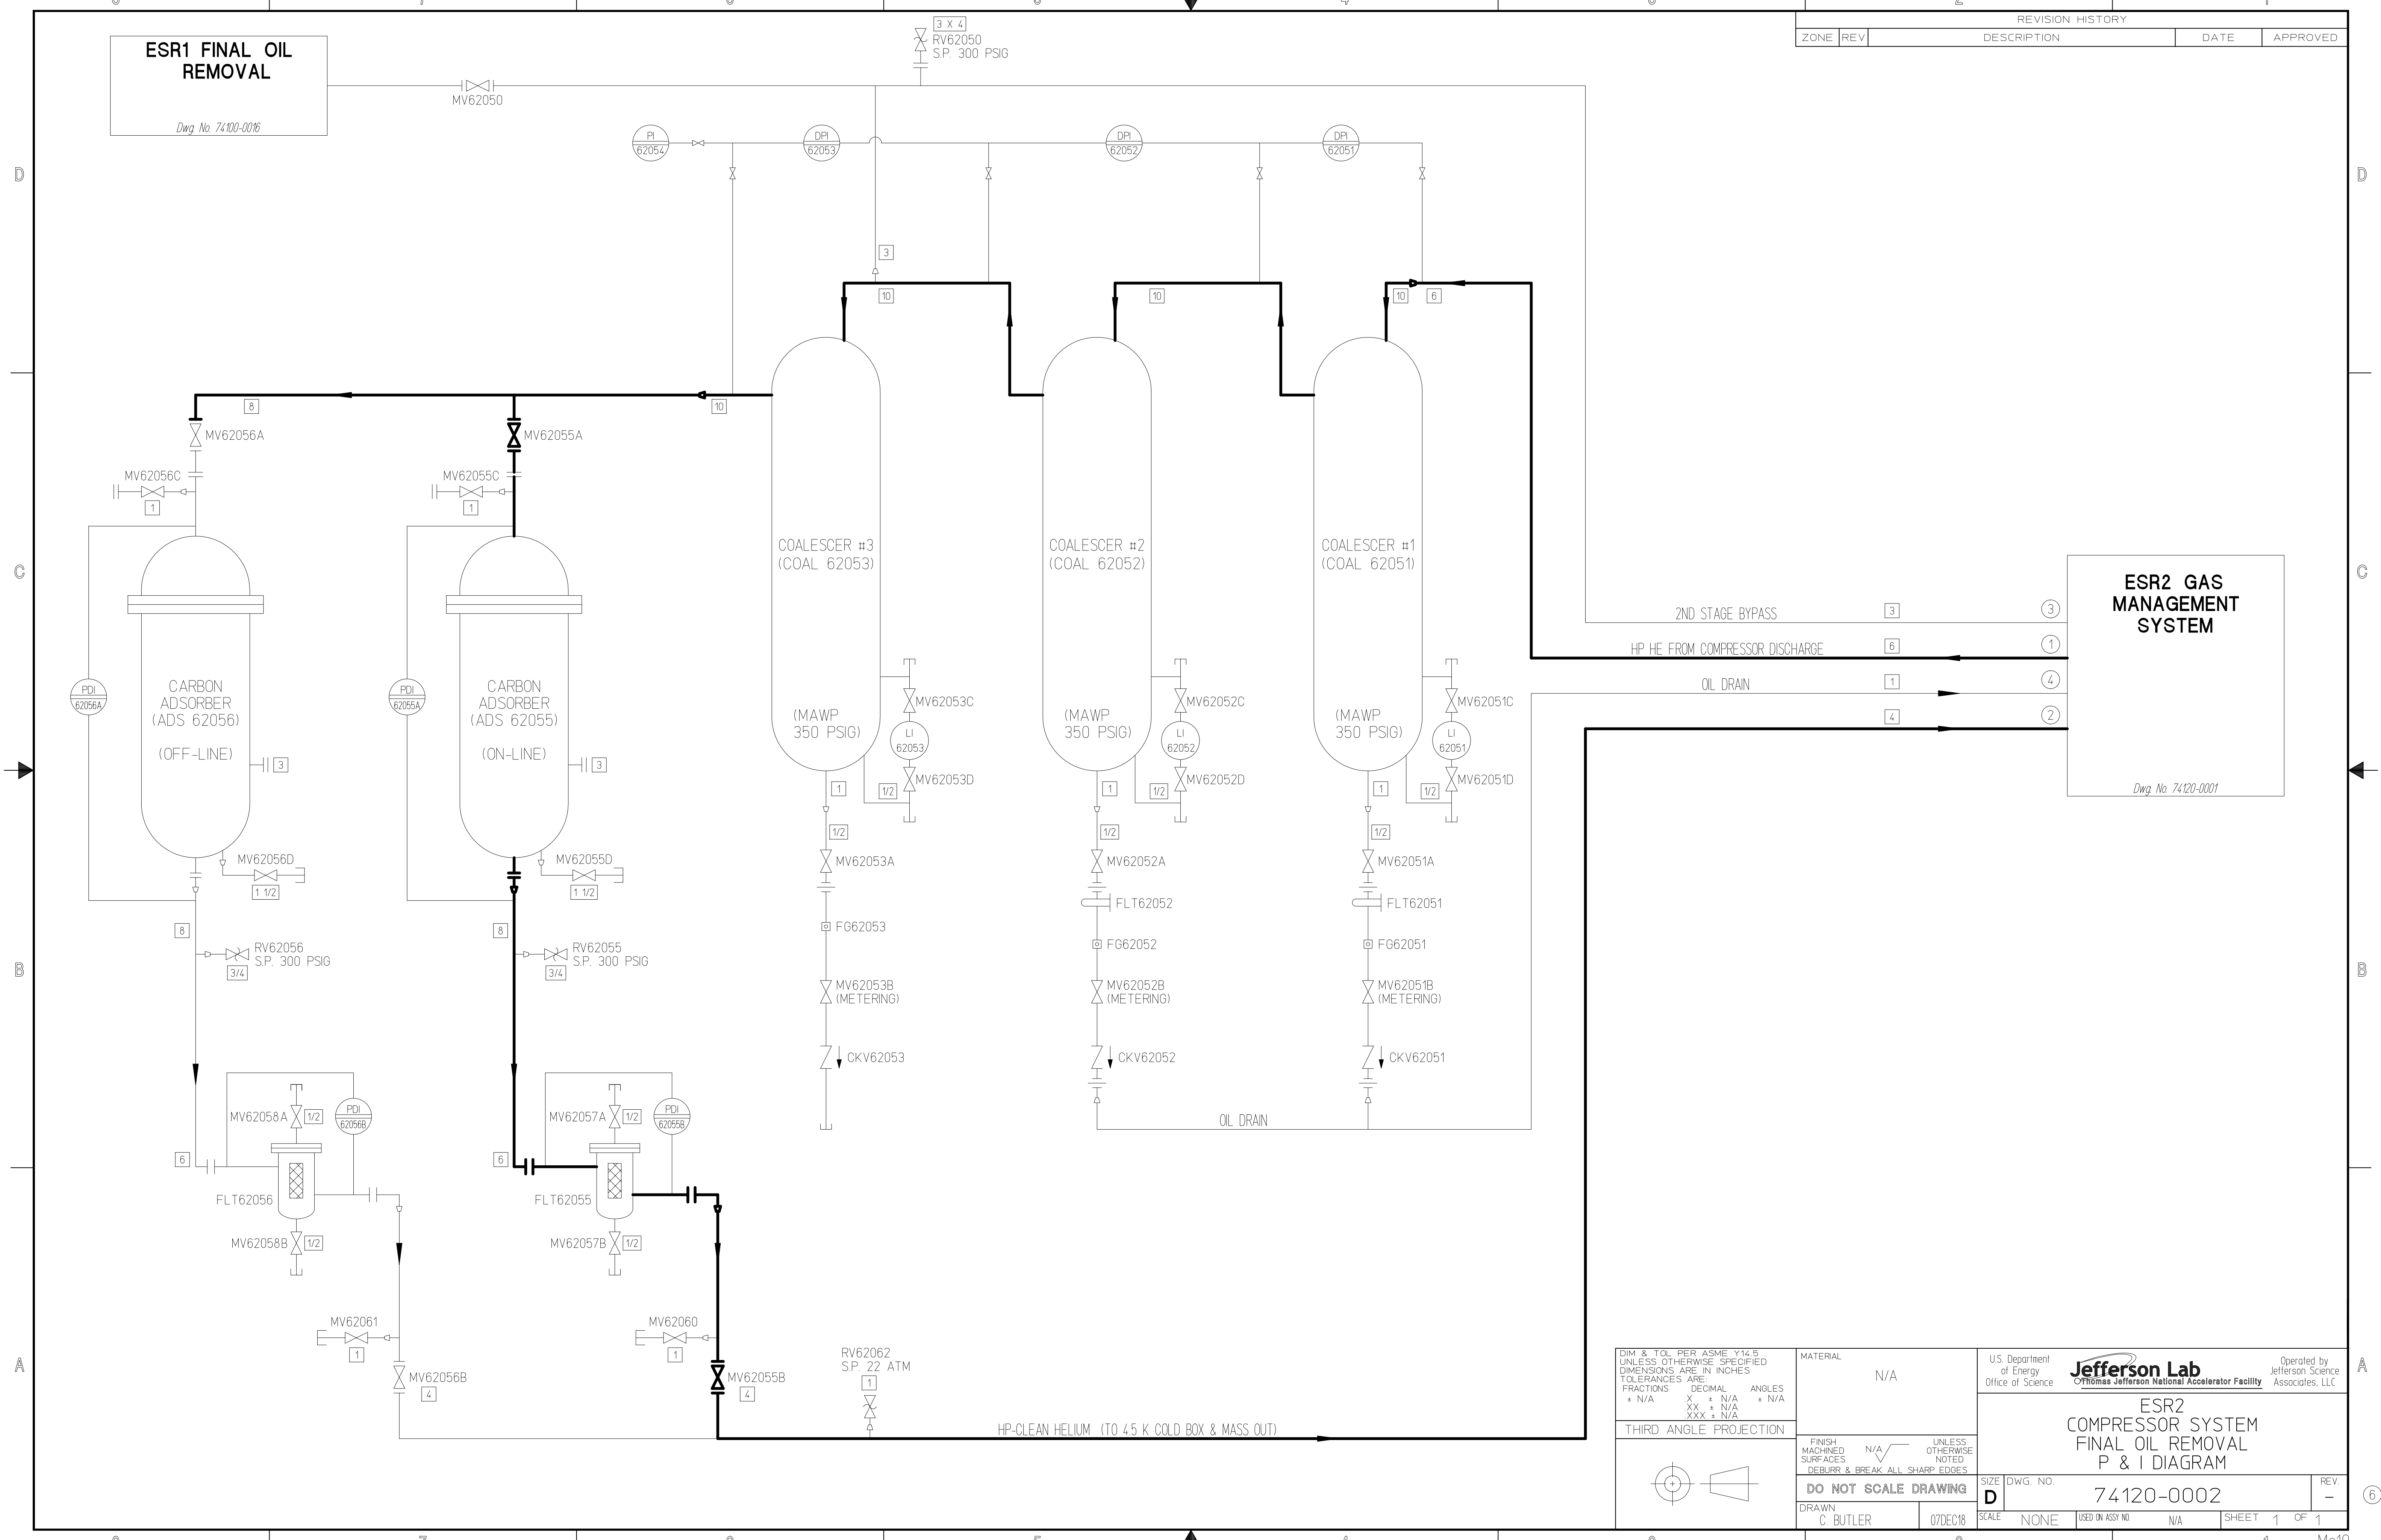 REVISION HISTORY
ZONE REV DESCRIPTION DATE APPROVED
ESR1 FINAL OIL
REMOVAL
Dwg. No. 74100-0016
MV62050
3 X 4
RV62050
S.P. 300 PSIG
D
D
PI
62054
DPI
62053
DPI
62052
DPI
62051
3
10
10
10
6
8
10
MV62056A
MV62055A
MV62056C
1
MV62055C
1
C
C
COALESCER #3
(COAL 62053)
COALESCER #2
(COAL 62052)
COALESCER #1
(COAL 62051)
ESR2 GAS
MANAGEMENT
SYSTEM
Dwg. No. 74120-0001
2ND STAGE BYPASS
3
3
HP HE FROM COMPRESSOR DISCHARGE
6
1
OIL DRAIN
1
4
4
2
PDI
62056A
CARBON
ADSORBER
(ADS 62056)
(OFF-LINE)
3
PDI
62055A
CARBON
ADSORBER
(ADS 62055)
(ON-LINE)
3
(MAWP
350 PSIG)
MV62053C
LI
62053
MV62053D
(MAWP
350 PSIG)
MV62052C
LI
62052
MV62052D
(MAWP
350 PSIG)
MV62051C
LI
62051
MV62051D
1
1/2
1
1/2
1
1/2
1/2
1/2
1/2
MV62056D
1 1/2
MV62055D
1 1/2
MV62053A
MV62052A
MV62051A
FLT62052
FLT62051
8
8
FG62053
FG62052
FG62051
B
B
RV62056
S.P. 300 PSIG
3/4
RV62055
S.P. 300 PSIG
3/4
MV62053B
(METERING)
MV62052B
(METERING)
MV62051B
(METERING)
CKV62053
CKV62052
CKV62051
OIL DRAIN
MV62058A
1/2
PDI
62056B
MV62057A
1/2
PDI
62055B
6
6
FLT62056
FLT62055
MV62058B
1/2
MV62057B
1/2
MV62061
1
MV62060
1
MV62056B
4
MV62055B
4
RV62062
S.P. 22 ATM
1
HP-CLEAN HELIUM (TO 4.5 K COLD BOX & MASS OUT)
A
A
DIM & TOL PER ASME Y14.5
UNLESS OTHERWISE SPECIFIED
DIMENSIONS ARE IN INCHES
TOLERANCES ARE:
FRACTIONS DECIMAL ANGLES
± N/A .X ± N/A ± N/A
.XX ± N/A
.XXX ± N/A
THIRD ANGLE PROJECTION
MATERIAL
N/A
FINISH
MACHINED
SURFACES
N/A
UNLESS
OTHERWISE
NOTED
DEBURR & BREAK ALL SHARP EDGES
DO NOT SCALE DRAWING
DRAWN
C. BUTLER
07DEC18
U.S. Department
of Energy
Office of Science
Jefferson Lab
Thomas Jefferson National Accelerator Facility
Operated by
Jefferson Science
Associates, LLC
ESR2
COMPRESSOR SYSTEM
FINAL OIL REMOVAL
P & I DIAGRAM
SIZE
D
DWG. NO.
74120-0002
REV.
-
SCALE NONE
USED ON ASSY NO. N/A
SHEET 1 OF 1
6